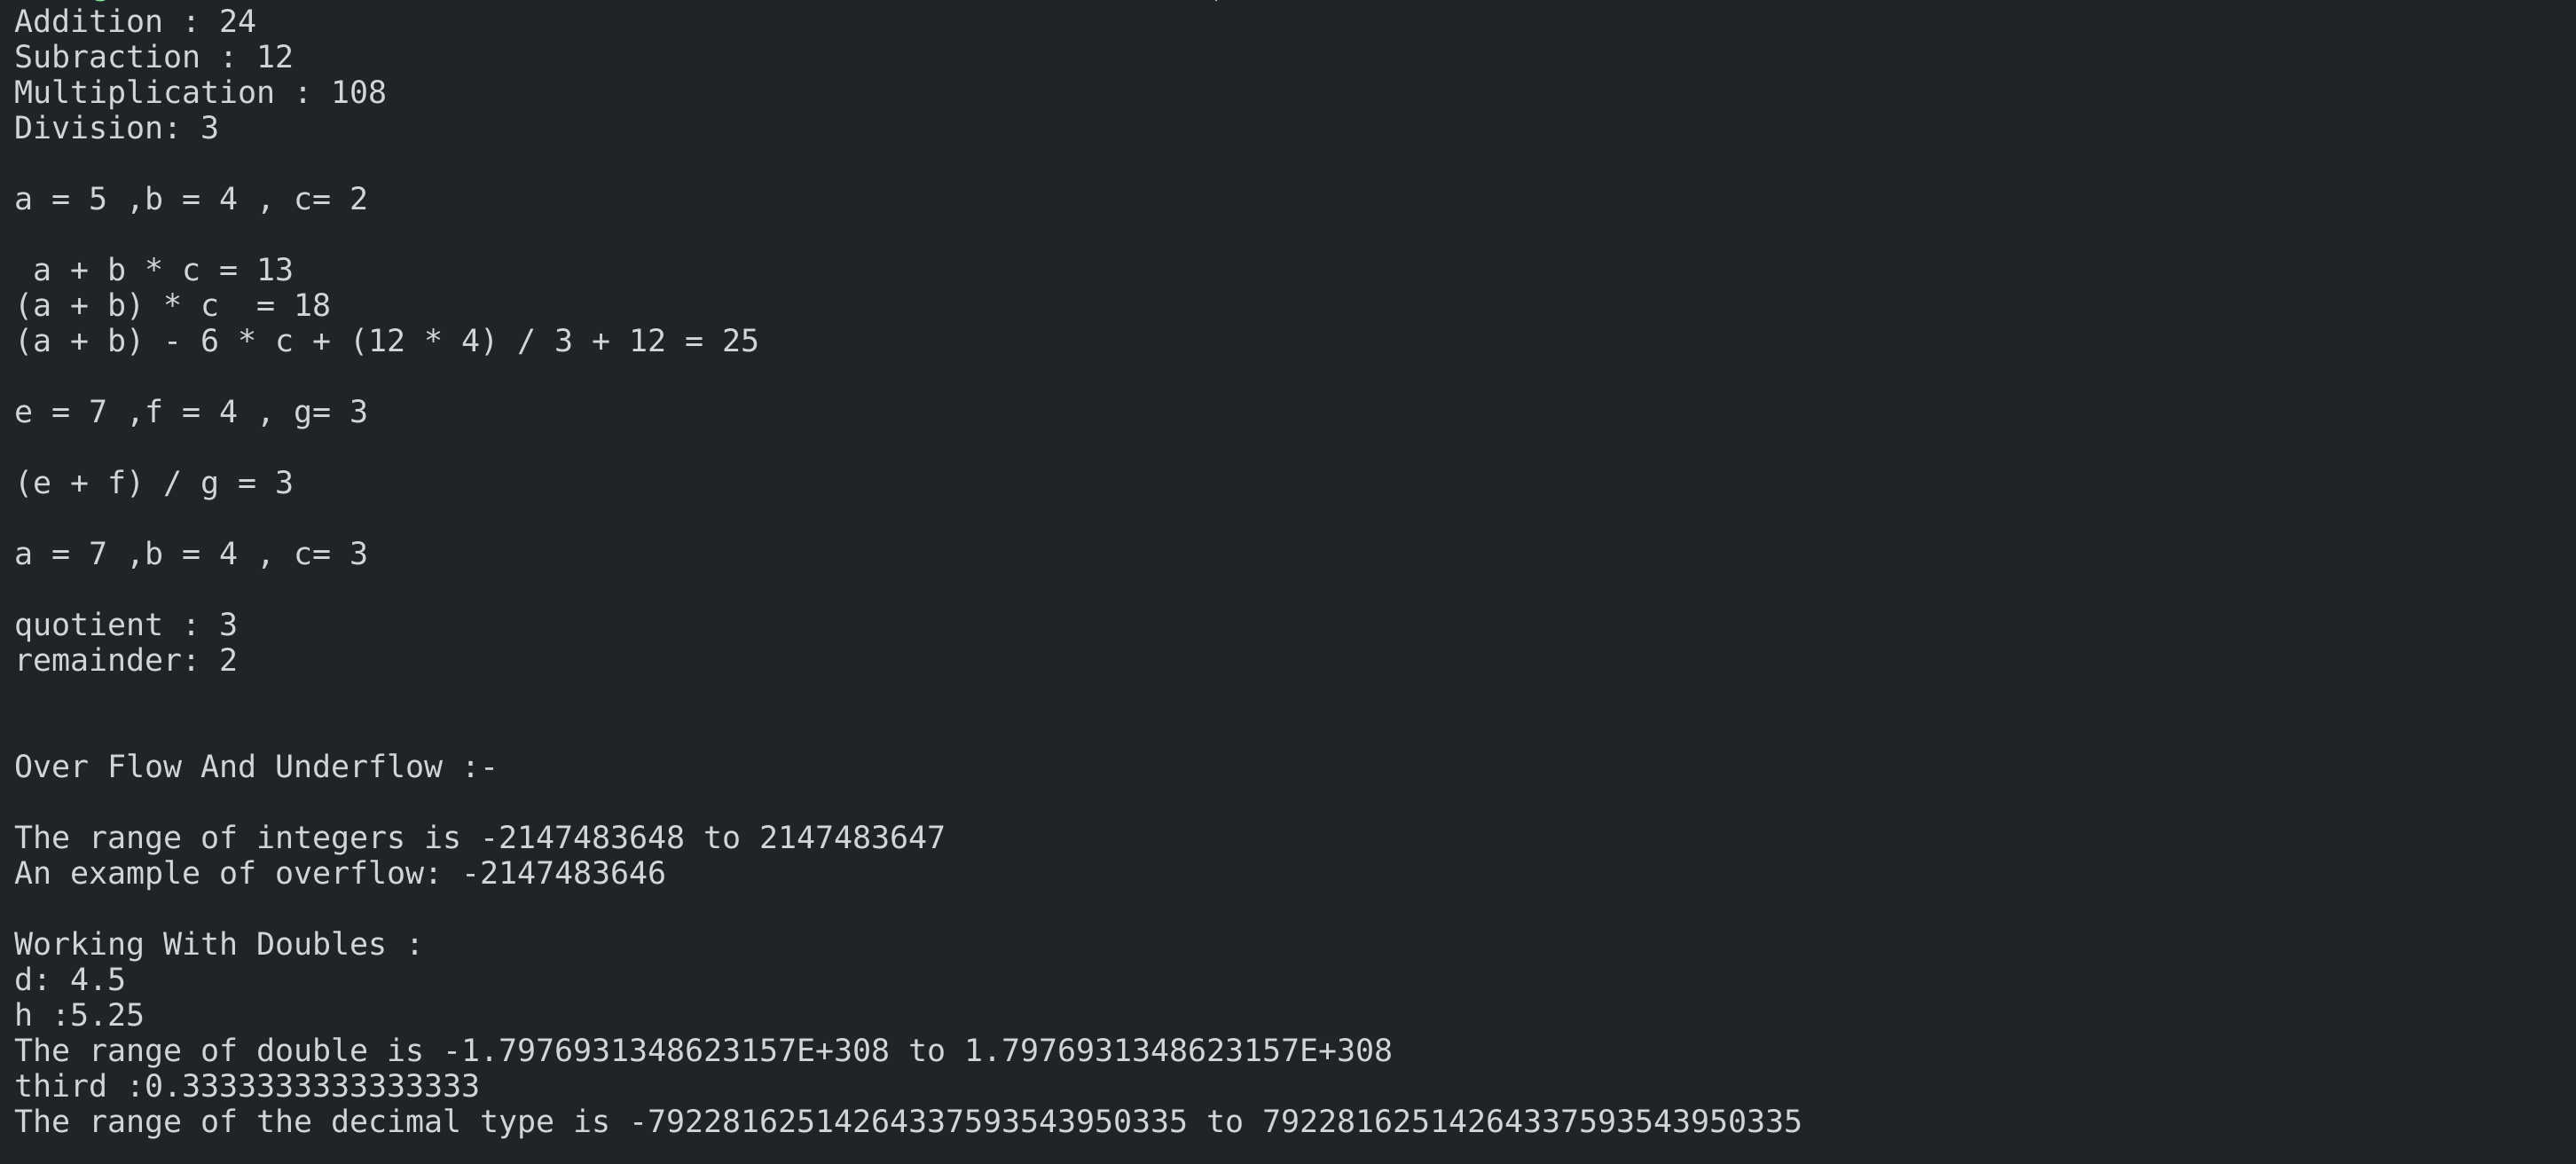 Addition : 24
Subraction : 12
Multiplication : 108
Division: 3
a = 5 ,b = 4 , c= 2
a + b * c = 13
(a + b) * c  = 18
(a + b) - 6 * c + (12 * 4) / 3 + 12 = 25
e = 7 ,f = 4 , g= 3
(e + f) / g = 3
a = 7 ,b = 4 , c= 3
quotient : 3
remainder: 2
Over Flow And Underflow :-
The range of integers is -2147483648 to 2147483647
An example of overflow: -2147483646
Working With Doubles :
d: 4.5
h :5.25
The range of double is -1.7976931348623157E+308 to 1.7976931348623157E+308
third :0.3333333333333333
The range of the decimal type is -79228162514264337593543950335 to 79228162514264337593543950335